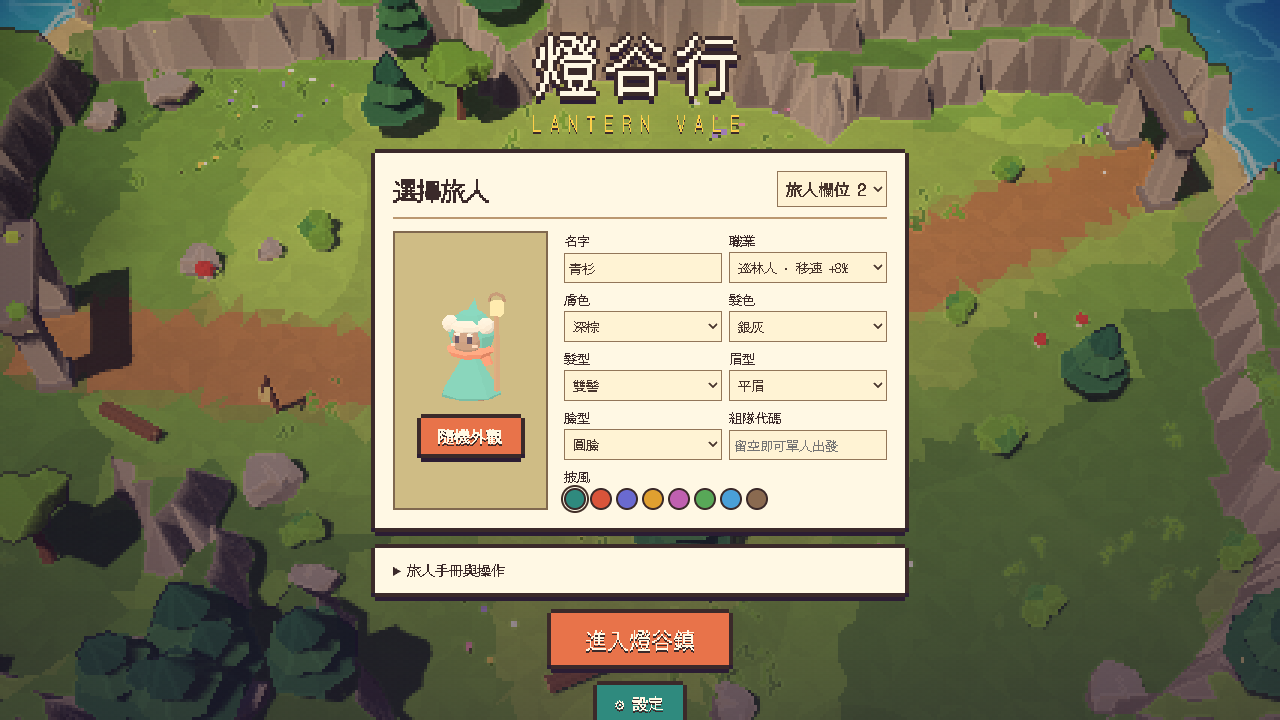 燈谷行
LANTERN VALE
選擇旅人
旅人欄位 2
名字
職業
青衫
巡林人 · 移速 +8%
膚色
髮色
深棕
銀灰
髮型
眉型
雙髻
平眉
臉型
組隊代碼
圓臉
留空即可單人出發
披風
隨機外觀
▶ 旅人手冊與操作
進入燈谷鎮
⚙ 設定